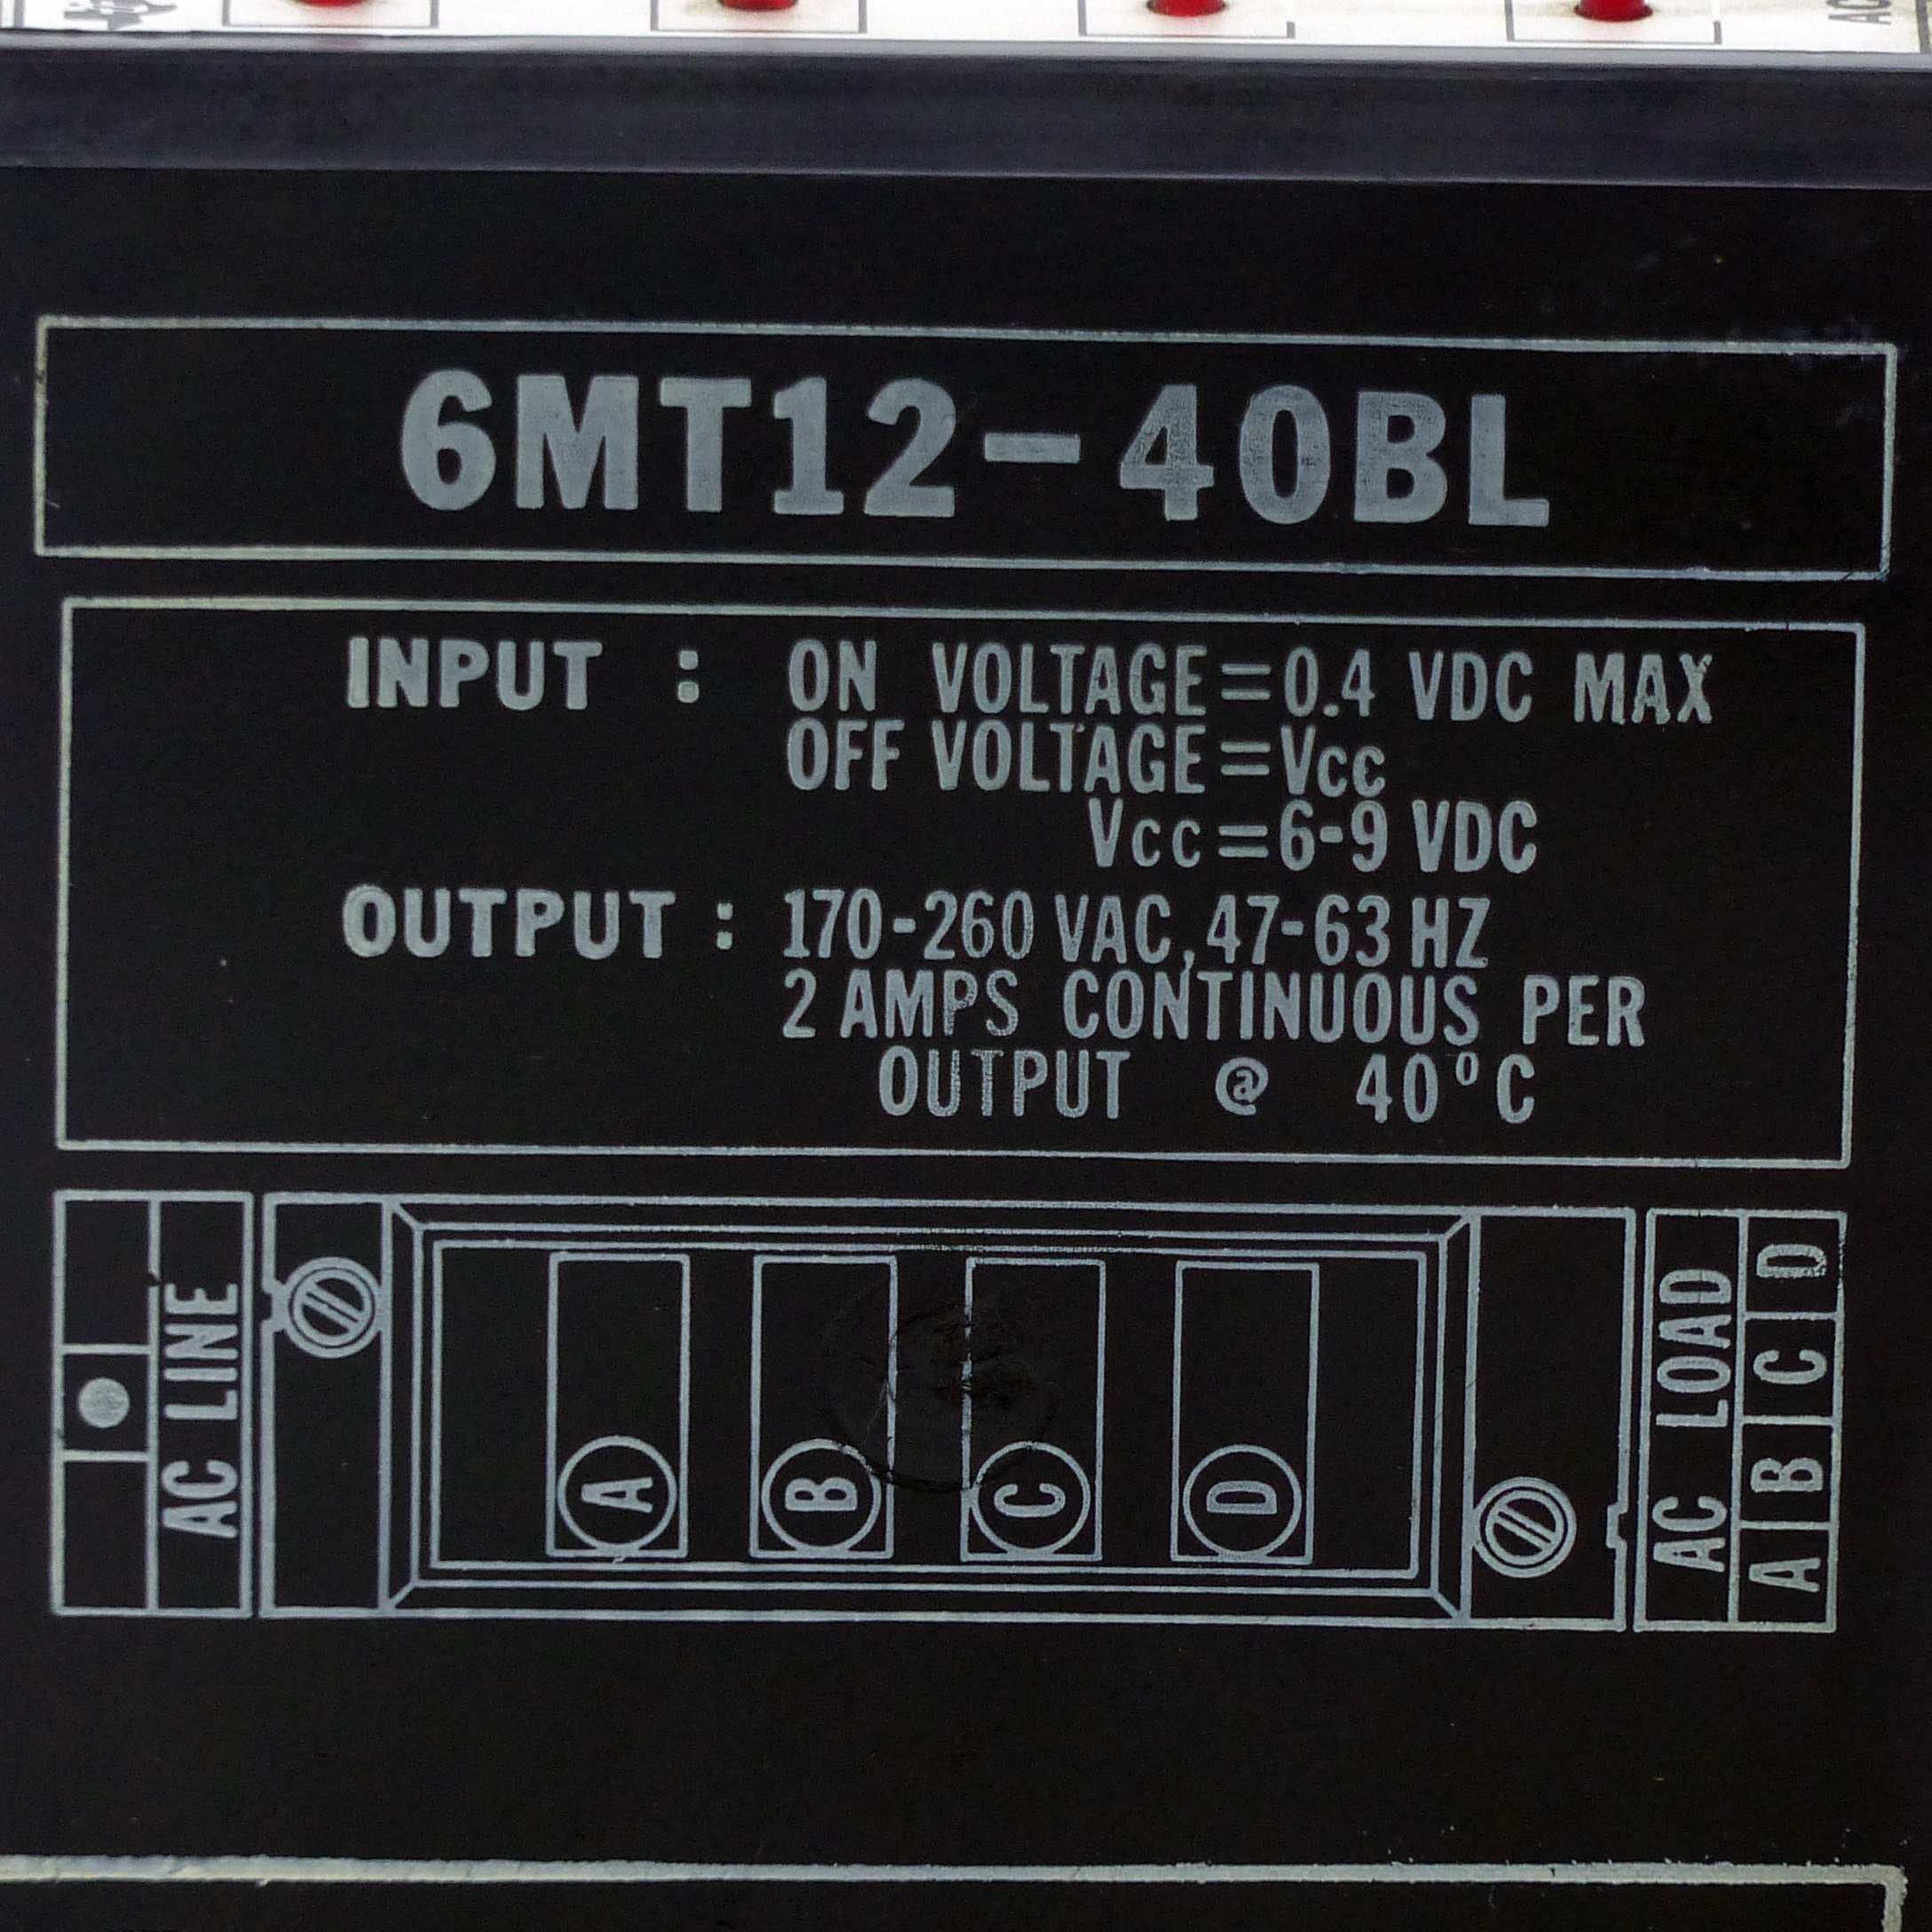 AC
6MT12-40BL
INPUT : ON VOLTAGE=0.4 VDC MAX
OFF VOLTAGE=Vcc
Vcc=6-9 VDC
OUTPUT : 170-260 VAC, 47-63 HZ
2 AMPS CONTINUOUS PER
OUTPUT @ 40°C
AC LINE
A
B
C
D
AC LOAD
A B C D